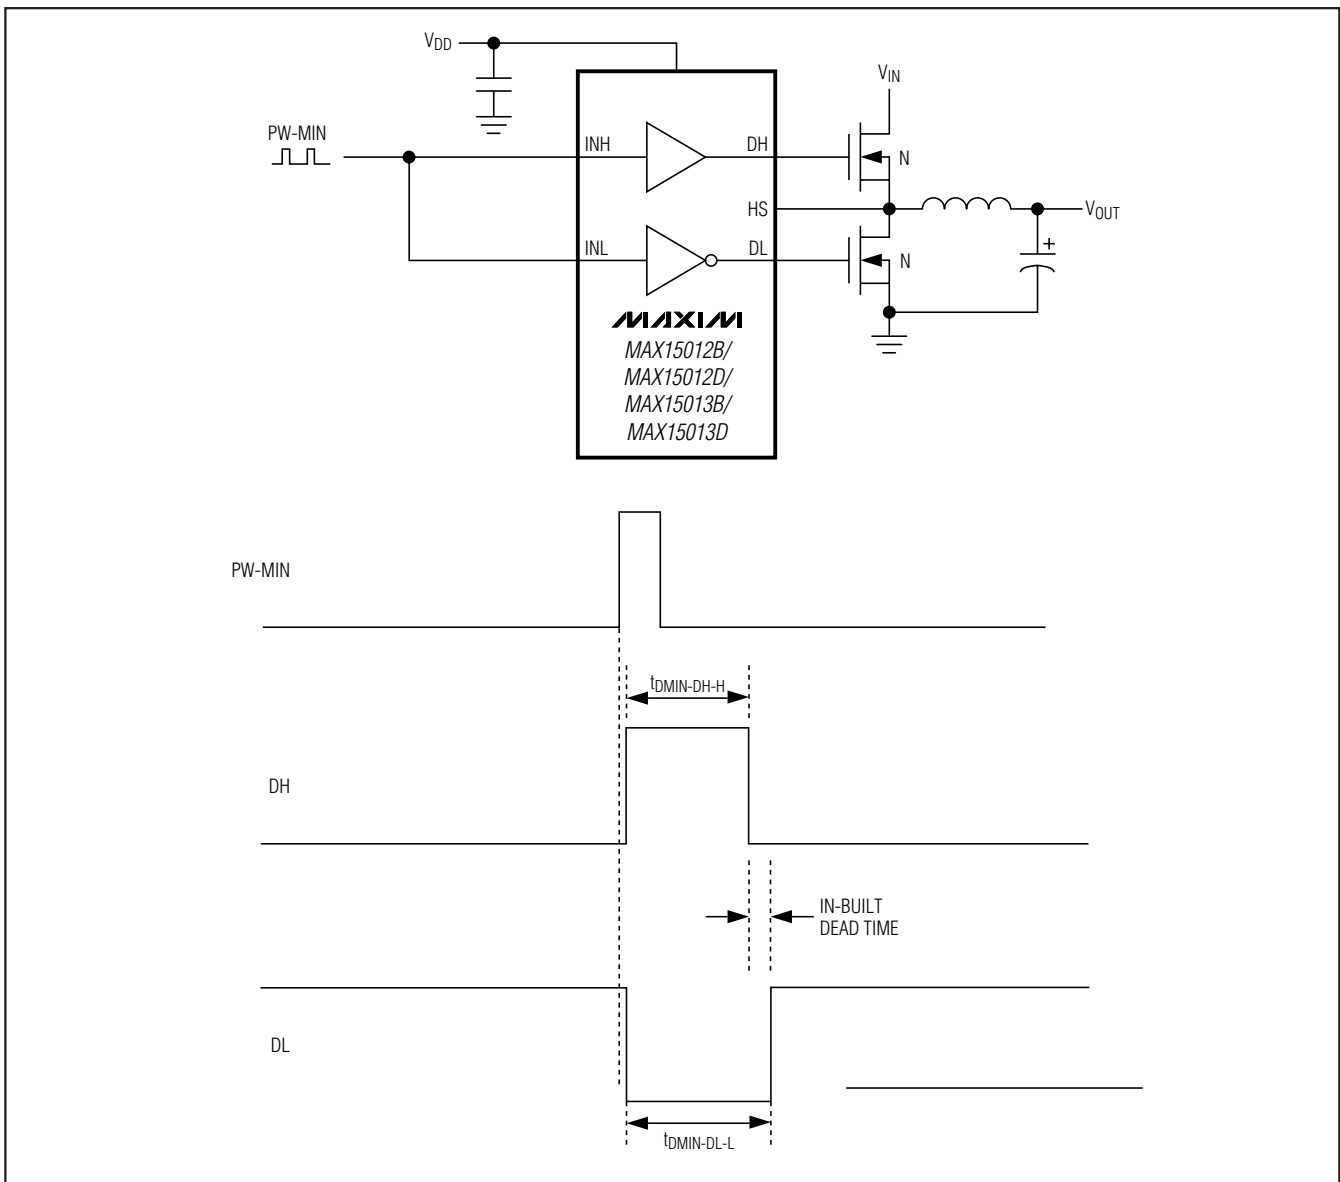 VDD
VIN
PW-MIN
INH
DH
N
HS
VOUT
+
INL
DL
N
MAXIM
MAX15012B/
MAX15012D/
MAX15013B/
MAX15013D
PW-MIN
tDMIN-DH-H
DH
IN-BUILT
DEAD TIME
DL
tDMIN-DL-L